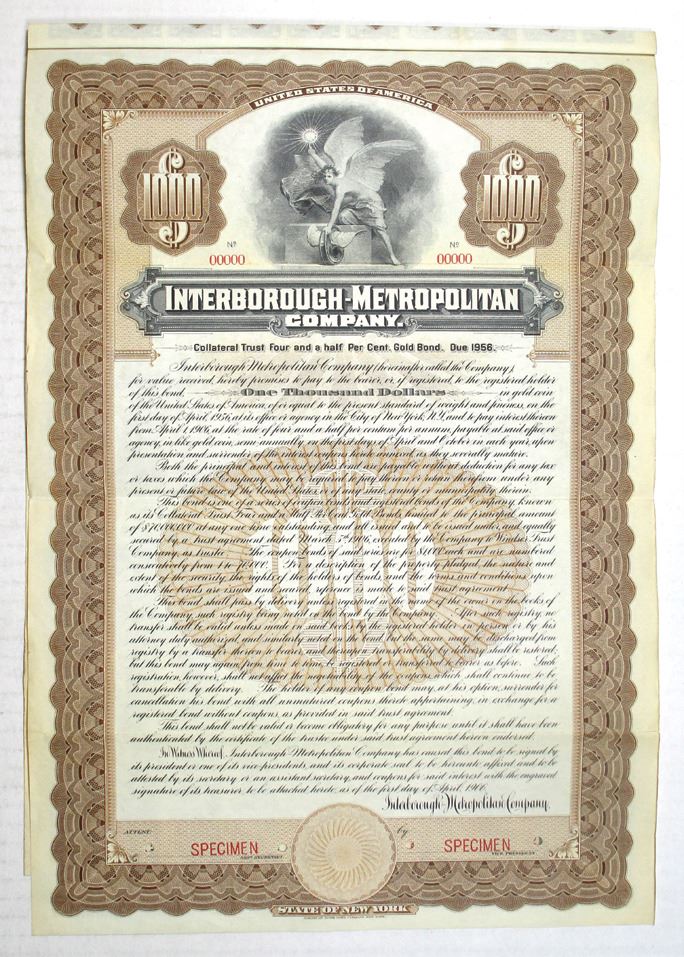 UNITED STATES OF AMERICA
$1000
$1000
No
00000
No
00000
INTERBOROUGH-METROPOLITAN
COMPANY.
Collateral Trust Four and a half Per Cent. Gold Bond. Due 1956.
Interborough-Metropolitan Company (hereinafter called the Company),
for value received, hereby promises to pay to the bearer, or, if registered, to the registered holder
of this bond, One Thousand Dollars in gold coin
of the United States of America, of or equal to the present standard of weight and fineness, on the
first day of April, 1956, at its office or agency in the City of New York, N.Y., and to pay interest thereon
from April 1, 1906, at the rate of four and a half per centum per annum, payable at said office or
agency, in like gold coin, semi-annually, on the first days of April and October in each year, upon
presentation and surrender of the interest coupons hereto annexed, as they severally mature.
Both the principal and interest of this bond are payable without deduction for any tax
or taxes which the Company may be required to pay thereon or retain therefrom under any
present or future law of the United States, or of any state, county or municipality therein.
This bond is one of a series of coupon bonds and registered bonds of the Company, known
as its Collateral Trust Four and a Half Per Cent. Gold Bonds, limited to the principal amount
of $70,000,000 at any one time outstanding, and all issued and to be issued under, and equally
secured by, a trust agreement dated March 5th, 1906, executed by the Company to Windsor Trust
Company, as trustee. The coupon bonds of said series are for $1,000 each and are numbered
consecutively from 1 to 70,000. For a description of the property pledged, the nature and
extent of the security, the rights of the holders of bonds, and the terms and conditions upon
which the bonds are issued and secured, reference is made to said trust agreement.
This bond shall pass by delivery unless registered in the name of the owner on the books of
the Company, such registry being noted on the bond by the Company. After such registry, no
transfer shall be valid unless made on said books by the registered holder in person or by his
attorney duly authorized, and similarly noted on the bond, but the same may be discharged from
registry by a transfer thereon to bearer, and thereupon transferability by delivery shall be restored;
but this bond may again, from time to time, be registered or transferred to bearer as before. Such
registration, however, shall not affect the negotiability of the coupons, which shall continue to be
transferable by delivery. The holder of any coupon bond may, at his option, surrender for
cancellation his bond with all unmatured coupons thereto appertaining, in exchange for a
registered bond without coupons, as provided in said trust agreement.
This bond shall not be valid or become obligatory for any purpose until it shall have been
authenticated by the certificate of the trustee under said trust agreement hereon endorsed.
In Witness Whereof, Interborough-Metropolitan Company has caused this bond to be signed by
its president or one of its vice-presidents, and its corporate seal to be hereunto affixed and to be
attested by its secretary or an assistant secretary, and coupons for said interest with the engraved
signature of its treasurer to be attached hereto, as of the first day of April, 1906.
Interborough-Metropolitan Company,
ATTEST:
by
SPECIMEN
SPECIMEN
ASST SECRETARY.
VICE PRESIDENT.
STATE OF NEW YORK